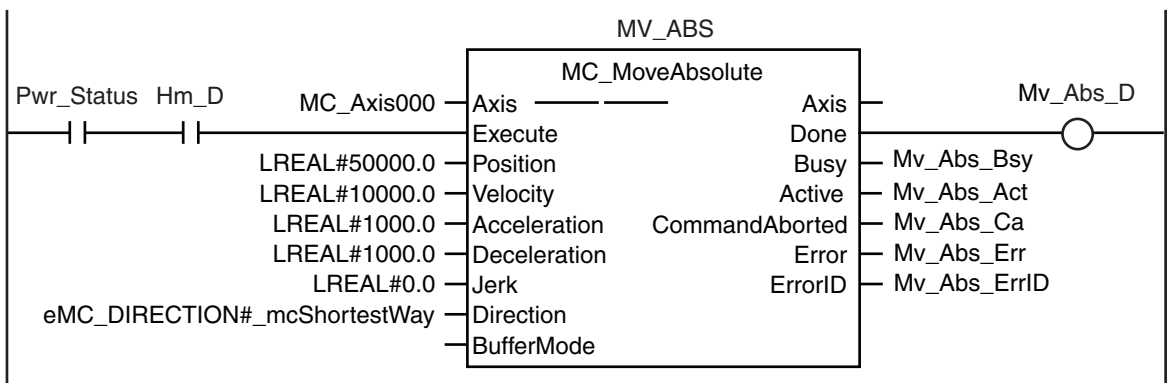 MV_ABS
MC_MoveAbsolute
Pwr_Status Hm_D MC_Axis000 Axis Axis Mv_Abs_D
Execute Done
LREAL#50000.0 Position Busy Mv_Abs_Bsy
LREAL#10000.0 Velocity Active Mv_Abs_Act
LREAL#1000.0 Acceleration CommandAborted Mv_Abs_Ca
LREAL#1000.0 Deceleration Error Mv_Abs_Err
LREAL#0.0 Jerk ErrorID Mv_Abs_ErrID
eMC_DIRECTION#_mcShortestWay Direction
BufferMode